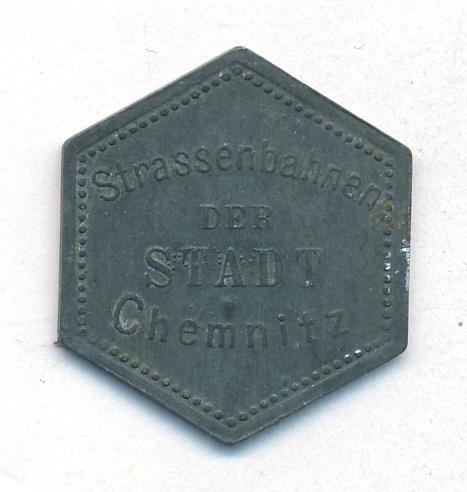 Strassenbahnen
DER
STADT
Chemnitz